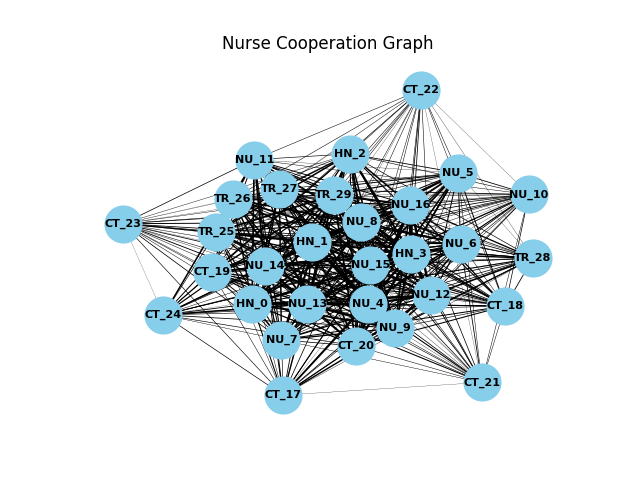 Nurse Cooperation Graph
CT_22
HN_2
NU_11
NU_5
TR_27
NU_10
TR_29
TR_26
NU_16
NU_8
CT_23
TR_25
HN_1
NU_6
HN_3
TR_28
NU_15
NU_14
CT_19
NU_12
HN_0
NU_13
NU_4
CT_18
CT_24
NU_9
NU_7
CT_20
CT_21
CT_17